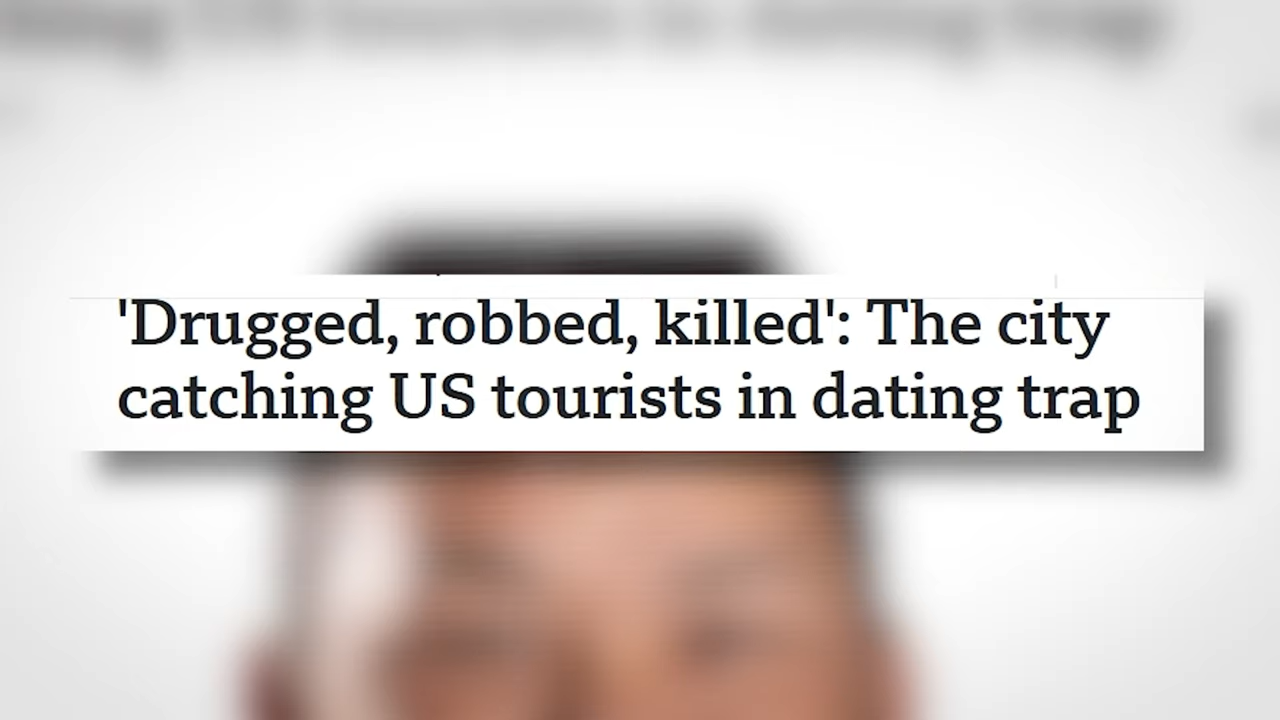 'Drugged, robbed, killed': The city
catching US tourists in dating trap